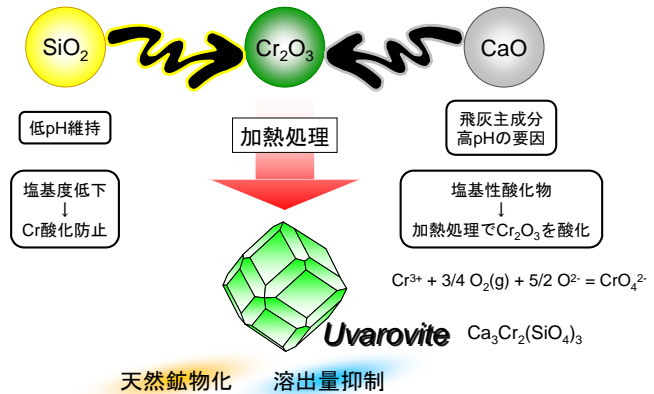 SiO₂
Cr₂O₃
CaO
低pH維持
加熱処理
飛灰主成分
高pHの要因
塩基度低下
↓
Cr酸化防止
塩基性酸化物
↓
加熱処理でCr₂O₃を酸化
Cr³⁺ + 3/4 O₂(g) + 5/2 O²⁻ = CrO₄²⁻
Uvarovite
Ca₃Cr₂(SiO₄)₃
天然鉱物化
溶出量抑制